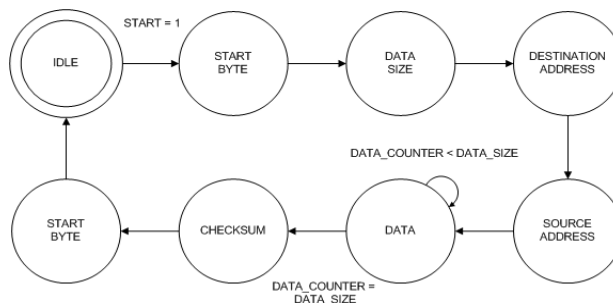 START = 1
IDLE
START
BYTE
DATA
SIZE
DESTINATION
ADDRESS
DATA_COUNTER < DATA_SIZE
START
BYTE
CHECKSUM
DATA
SOURCE
ADDRESS
DATA_COUNTER =
DATA_SIZE